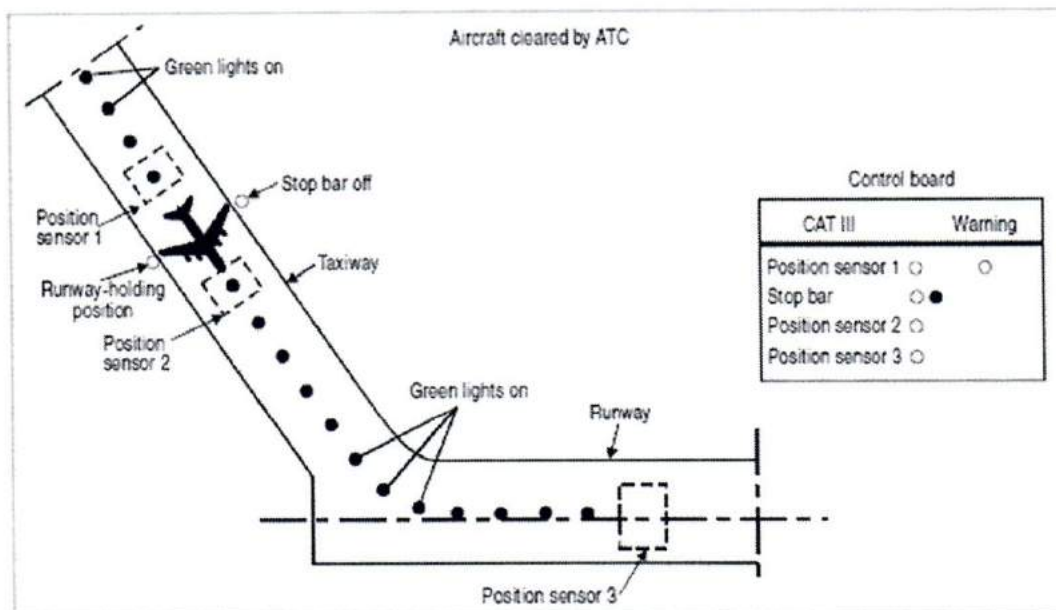 Aircraft cleared by ATC
Green lights on
Stop bar off
Position
sensor 1
Taxiway
Runway-holding
position
Position
sensor 2
Control board
CAT III Warning
Position sensor 1
Stop bar
Position sensor 2
Position sensor 3
Green lights on
Runway
Position sensor 3